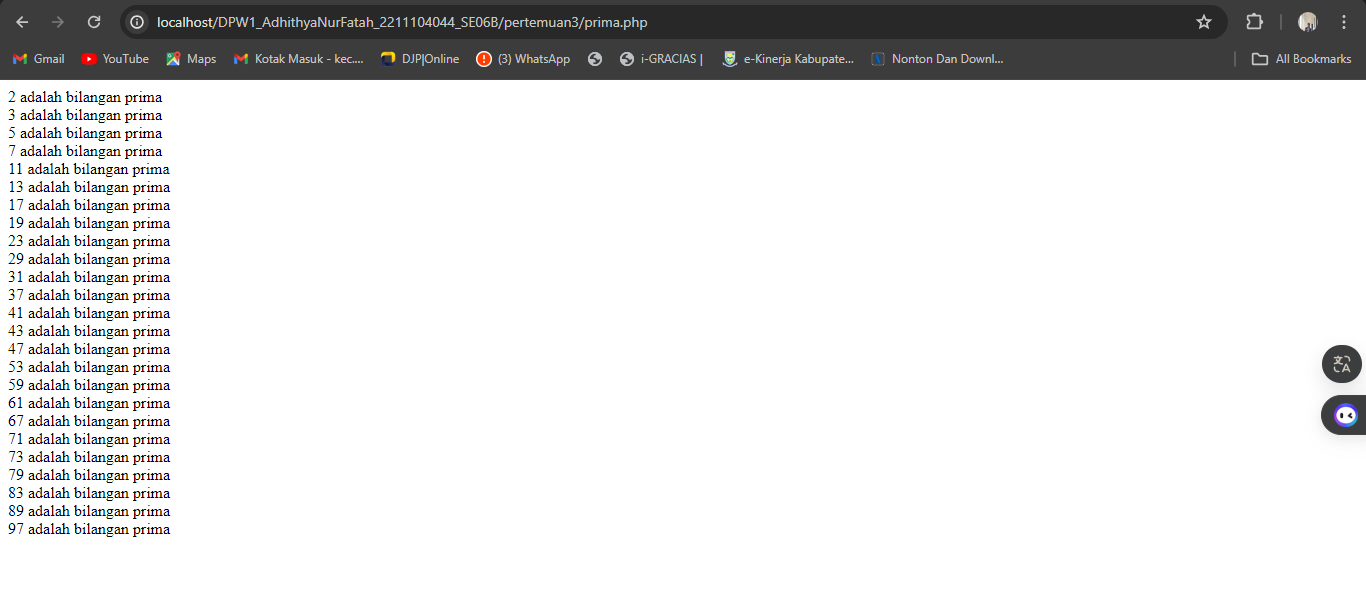 localhost/DPW1_AdhithyaNurFatah_2211104044_SE06B/pertemuan3/prima.php
Gmail YouTube Maps Kotak Masuk - kec.... DJP|Online (3) WhatsApp i-GRACIAS | e-Kinerja Kabupate... Nonton Dan Downl... All Bookmarks
2 adalah bilangan prima
3 adalah bilangan prima
5 adalah bilangan prima
7 adalah bilangan prima
11 adalah bilangan prima
13 adalah bilangan prima
17 adalah bilangan prima
19 adalah bilangan prima
23 adalah bilangan prima
29 adalah bilangan prima
31 adalah bilangan prima
37 adalah bilangan prima
41 adalah bilangan prima
43 adalah bilangan prima
47 adalah bilangan prima
53 adalah bilangan prima
59 adalah bilangan prima
61 adalah bilangan prima
67 adalah bilangan prima
71 adalah bilangan prima
73 adalah bilangan prima
79 adalah bilangan prima
83 adalah bilangan prima
89 adalah bilangan prima
97 adalah bilangan prima